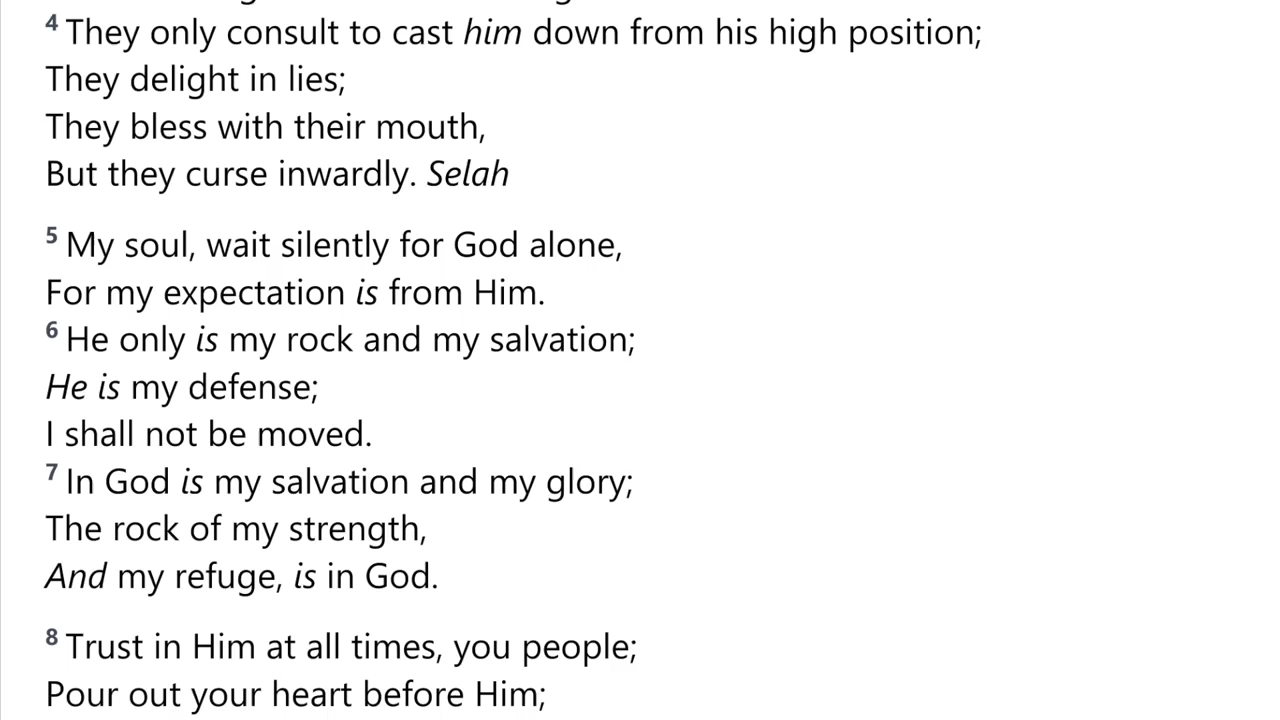 4 They only consult to cast him down from his high position;
They delight in lies;
They bless with their mouth,
But they curse inwardly. Selah
5 My soul, wait silently for God alone,
For my expectation is from Him.
6 He only is my rock and my salvation;
He is my defense;
I shall not be moved.
7 In God is my salvation and my glory;
The rock of my strength,
And my refuge, is in God.
8 Trust in Him at all times, you people;
Pour out your heart before Him;